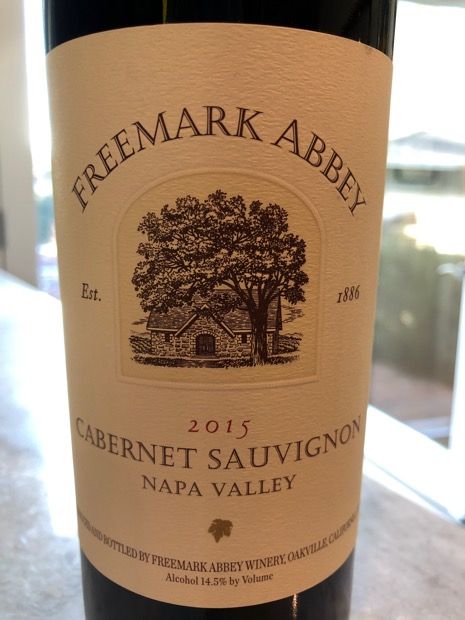 FREEMARK ABBEY
Est. 1886
2015
CABERNET SAUVIGNON
NAPA VALLEY
AND BOTTLED BY FREEMARK ABBEY WINERY, OAKVILLE,
Alcohol 14.5% by Volume